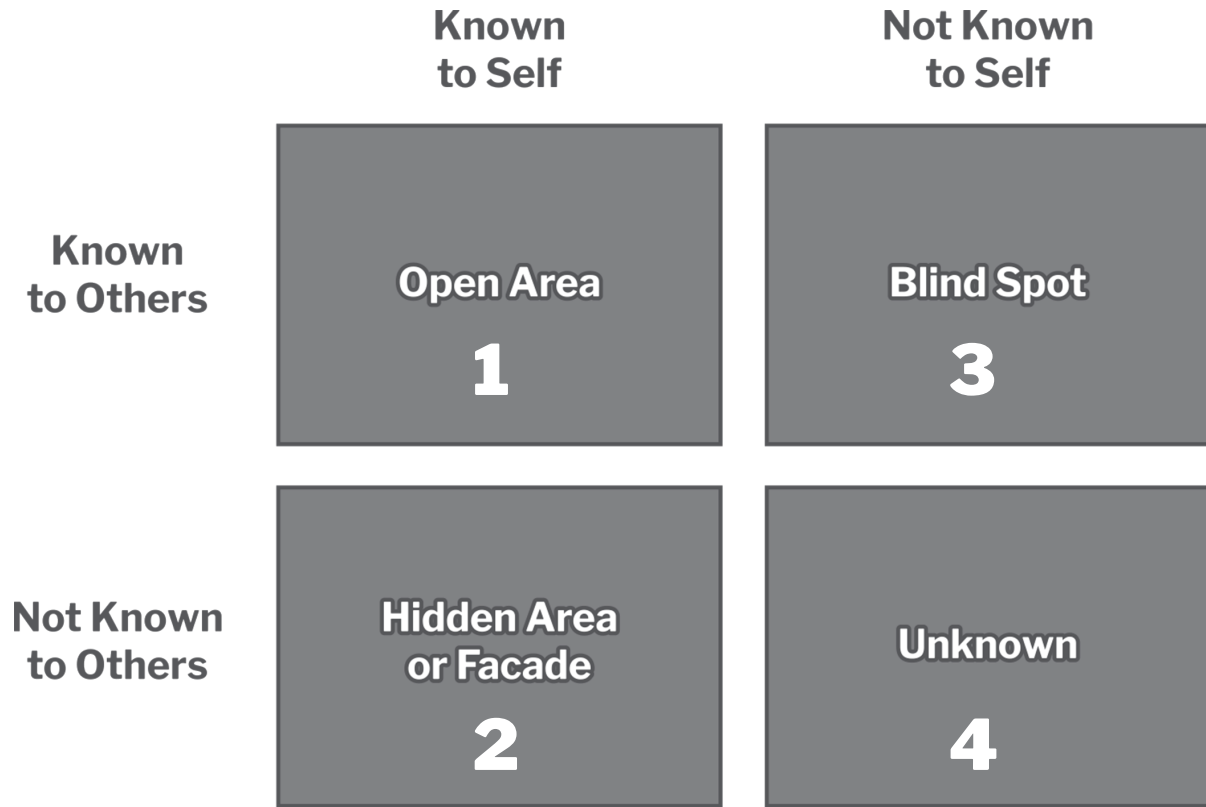 Known
to Self
Not Known
to Self
Known
to Others
Open Area
1
Blind Spot
3
Not Known
to Others
Hidden Area
or Facade
2
Unknown
4